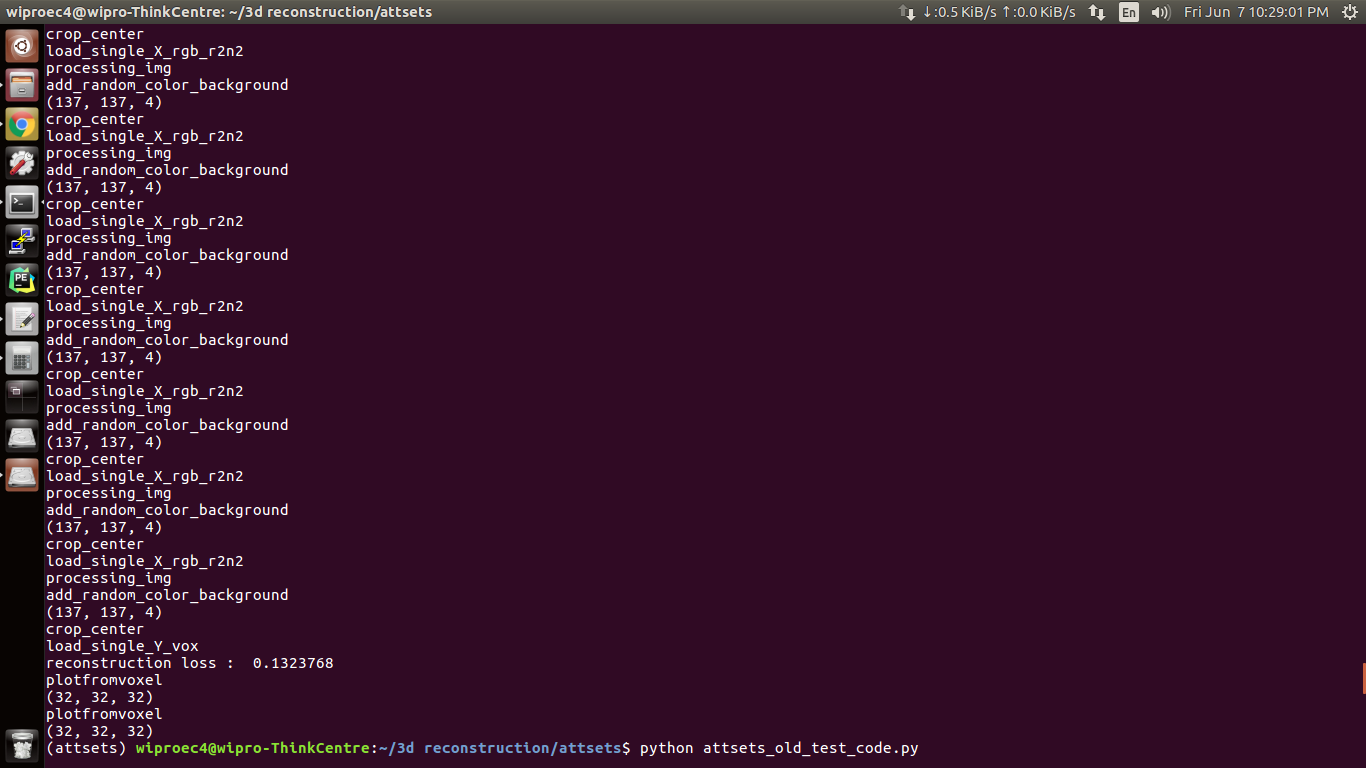 wiproec4@wipro-ThinkCentre: ~/3d reconstruction/attsets
↓:0.5 KiB/s ↑:0.0 KiB/s En Fri Jun 7 10:29:01 PM
crop_center
load_single_X_rgb_r2n2
processing_img
add_random_color_background
(137, 137, 4)
crop_center
load_single_X_rgb_r2n2
processing_img
add_random_color_background
(137, 137, 4)
crop_center
load_single_X_rgb_r2n2
processing_img
add_random_color_background
(137, 137, 4)
crop_center
load_single_X_rgb_r2n2
processing_img
add_random_color_background
(137, 137, 4)
crop_center
load_single_X_rgb_r2n2
processing_img
add_random_color_background
(137, 137, 4)
crop_center
load_single_X_rgb_r2n2
processing_img
add_random_color_background
(137, 137, 4)
crop_center
load_single_X_rgb_r2n2
processing_img
add_random_color_background
(137, 137, 4)
crop_center
load_single_Y_vox
reconstruction loss :  0.1323768
plotfromvoxel
(32, 32, 32)
plotfromvoxel
(32, 32, 32)
(attsets) wiproec4@wipro-ThinkCentre:~/3d reconstruction/attsets$ python attsets_old_test_code.py
PE